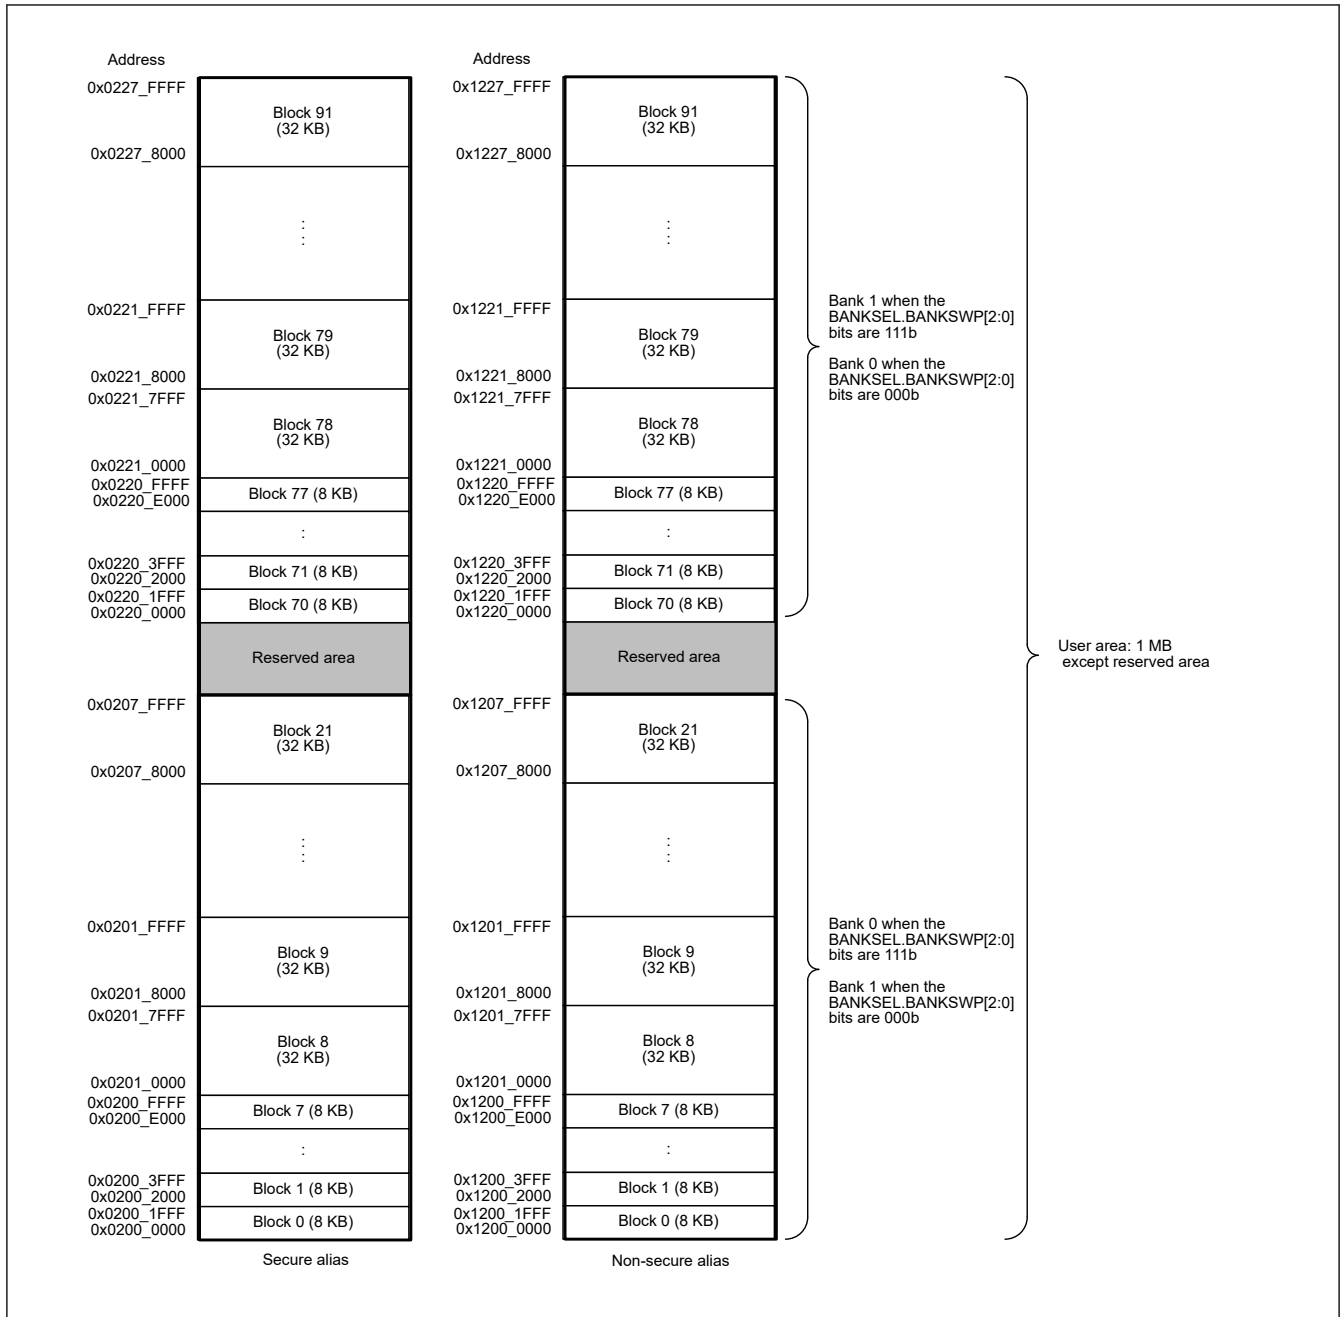 Address
0x0227_FFFF
Block 91
(32 KB)
0x0227_8000
:
:
0x0221_FFFF
Block 79
(32 KB)
0x0221_8000
0x0221_7FFF
Block 78
(32 KB)
0x0221_0000
0x0220_FFFF
0x0220_E000
Block 77 (8 KB)
:
0x0220_3FFF
0x0220_2000
Block 71 (8 KB)
0x0220_1FFF
0x0220_0000
Block 70 (8 KB)
Reserved area
0x0207_FFFF
Block 21
(32 KB)
0x0207_8000
:
:
0x0201_FFFF
Block 9
(32 KB)
0x0201_8000
0x0201_7FFF
Block 8
(32 KB)
0x0201_0000
0x0200_FFFF
0x0200_E000
Block 7 (8 KB)
:
0x0200_3FFF
0x0200_2000
Block 1 (8 KB)
0x0200_1FFF
0x0200_0000
Block 0 (8 KB)
Secure alias
Address
0x1227_FFFF
Block 91
(32 KB)
0x1227_8000
:
:
0x1221_FFFF
Block 79
(32 KB)
0x1221_8000
0x1221_7FFF
Block 78
(32 KB)
0x1221_0000
0x1220_FFFF
0x1220_E000
Block 77 (8 KB)
:
0x1220_3FFF
0x1220_2000
Block 71 (8 KB)
0x1220_1FFF
0x1220_0000
Block 70 (8 KB)
Reserved area
0x1207_FFFF
Block 21
(32 KB)
0x1207_8000
:
:
0x1201_FFFF
Block 9
(32 KB)
0x1201_8000
0x1201_7FFF
Block 8
(32 KB)
0x1201_0000
0x1200_FFFF
0x1200_E000
Block 7 (8 KB)
:
0x1200_3FFF
0x1200_2000
Block 1 (8 KB)
0x1200_1FFF
0x1200_0000
Block 0 (8 KB)
Non-secure alias
Bank 1 when the
BANKSEL.BANKSWP[2:0]
bits are 111b
Bank 0 when the
BANKSEL.BANKSWP[2:0]
bits are 000b
Bank 0 when the
BANKSEL.BANKSWP[2:0]
bits are 111b
Bank 1 when the
BANKSEL.BANKSWP[2:0]
bits are 000b
User area: 1 MB
except reserved area